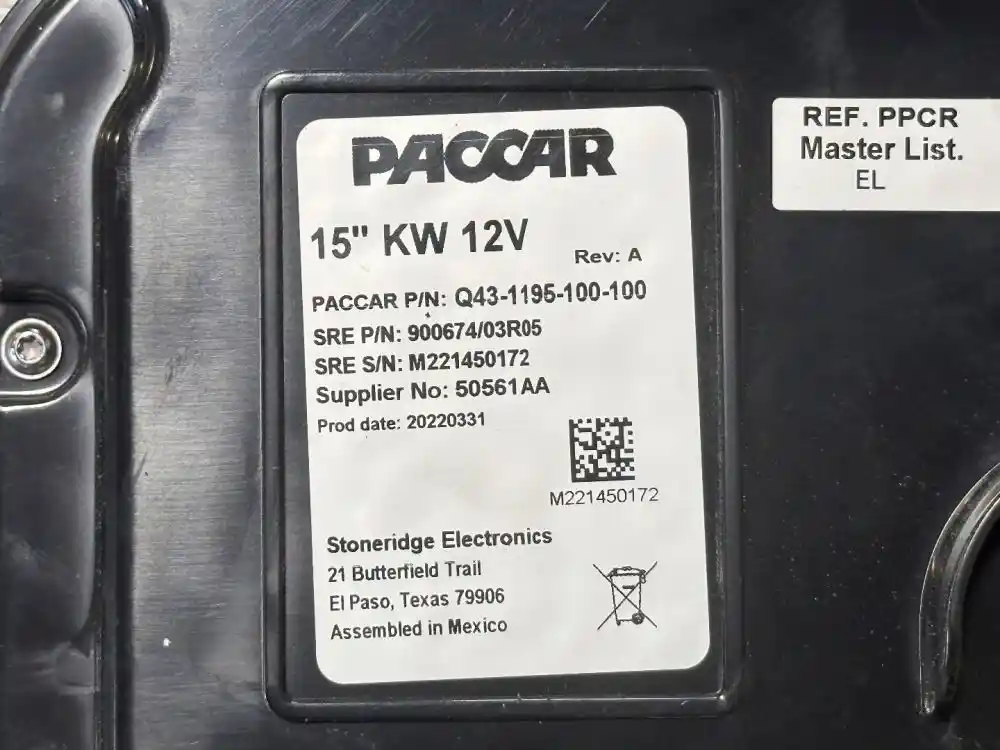 PACCAR
15" KW 12V
Rev: A
PACCAR P/N: Q43-1195-100-100
SRE P/N: 900674/03R05
SRE S/N: M221450172
Supplier No: 50561AA
Prod date: 20220331
M221450172
Stoneridge Electronics
21 Butterfield Trail
El Paso, Texas 79906
Assembled in Mexico
REF. PPCR
Master List.
EL